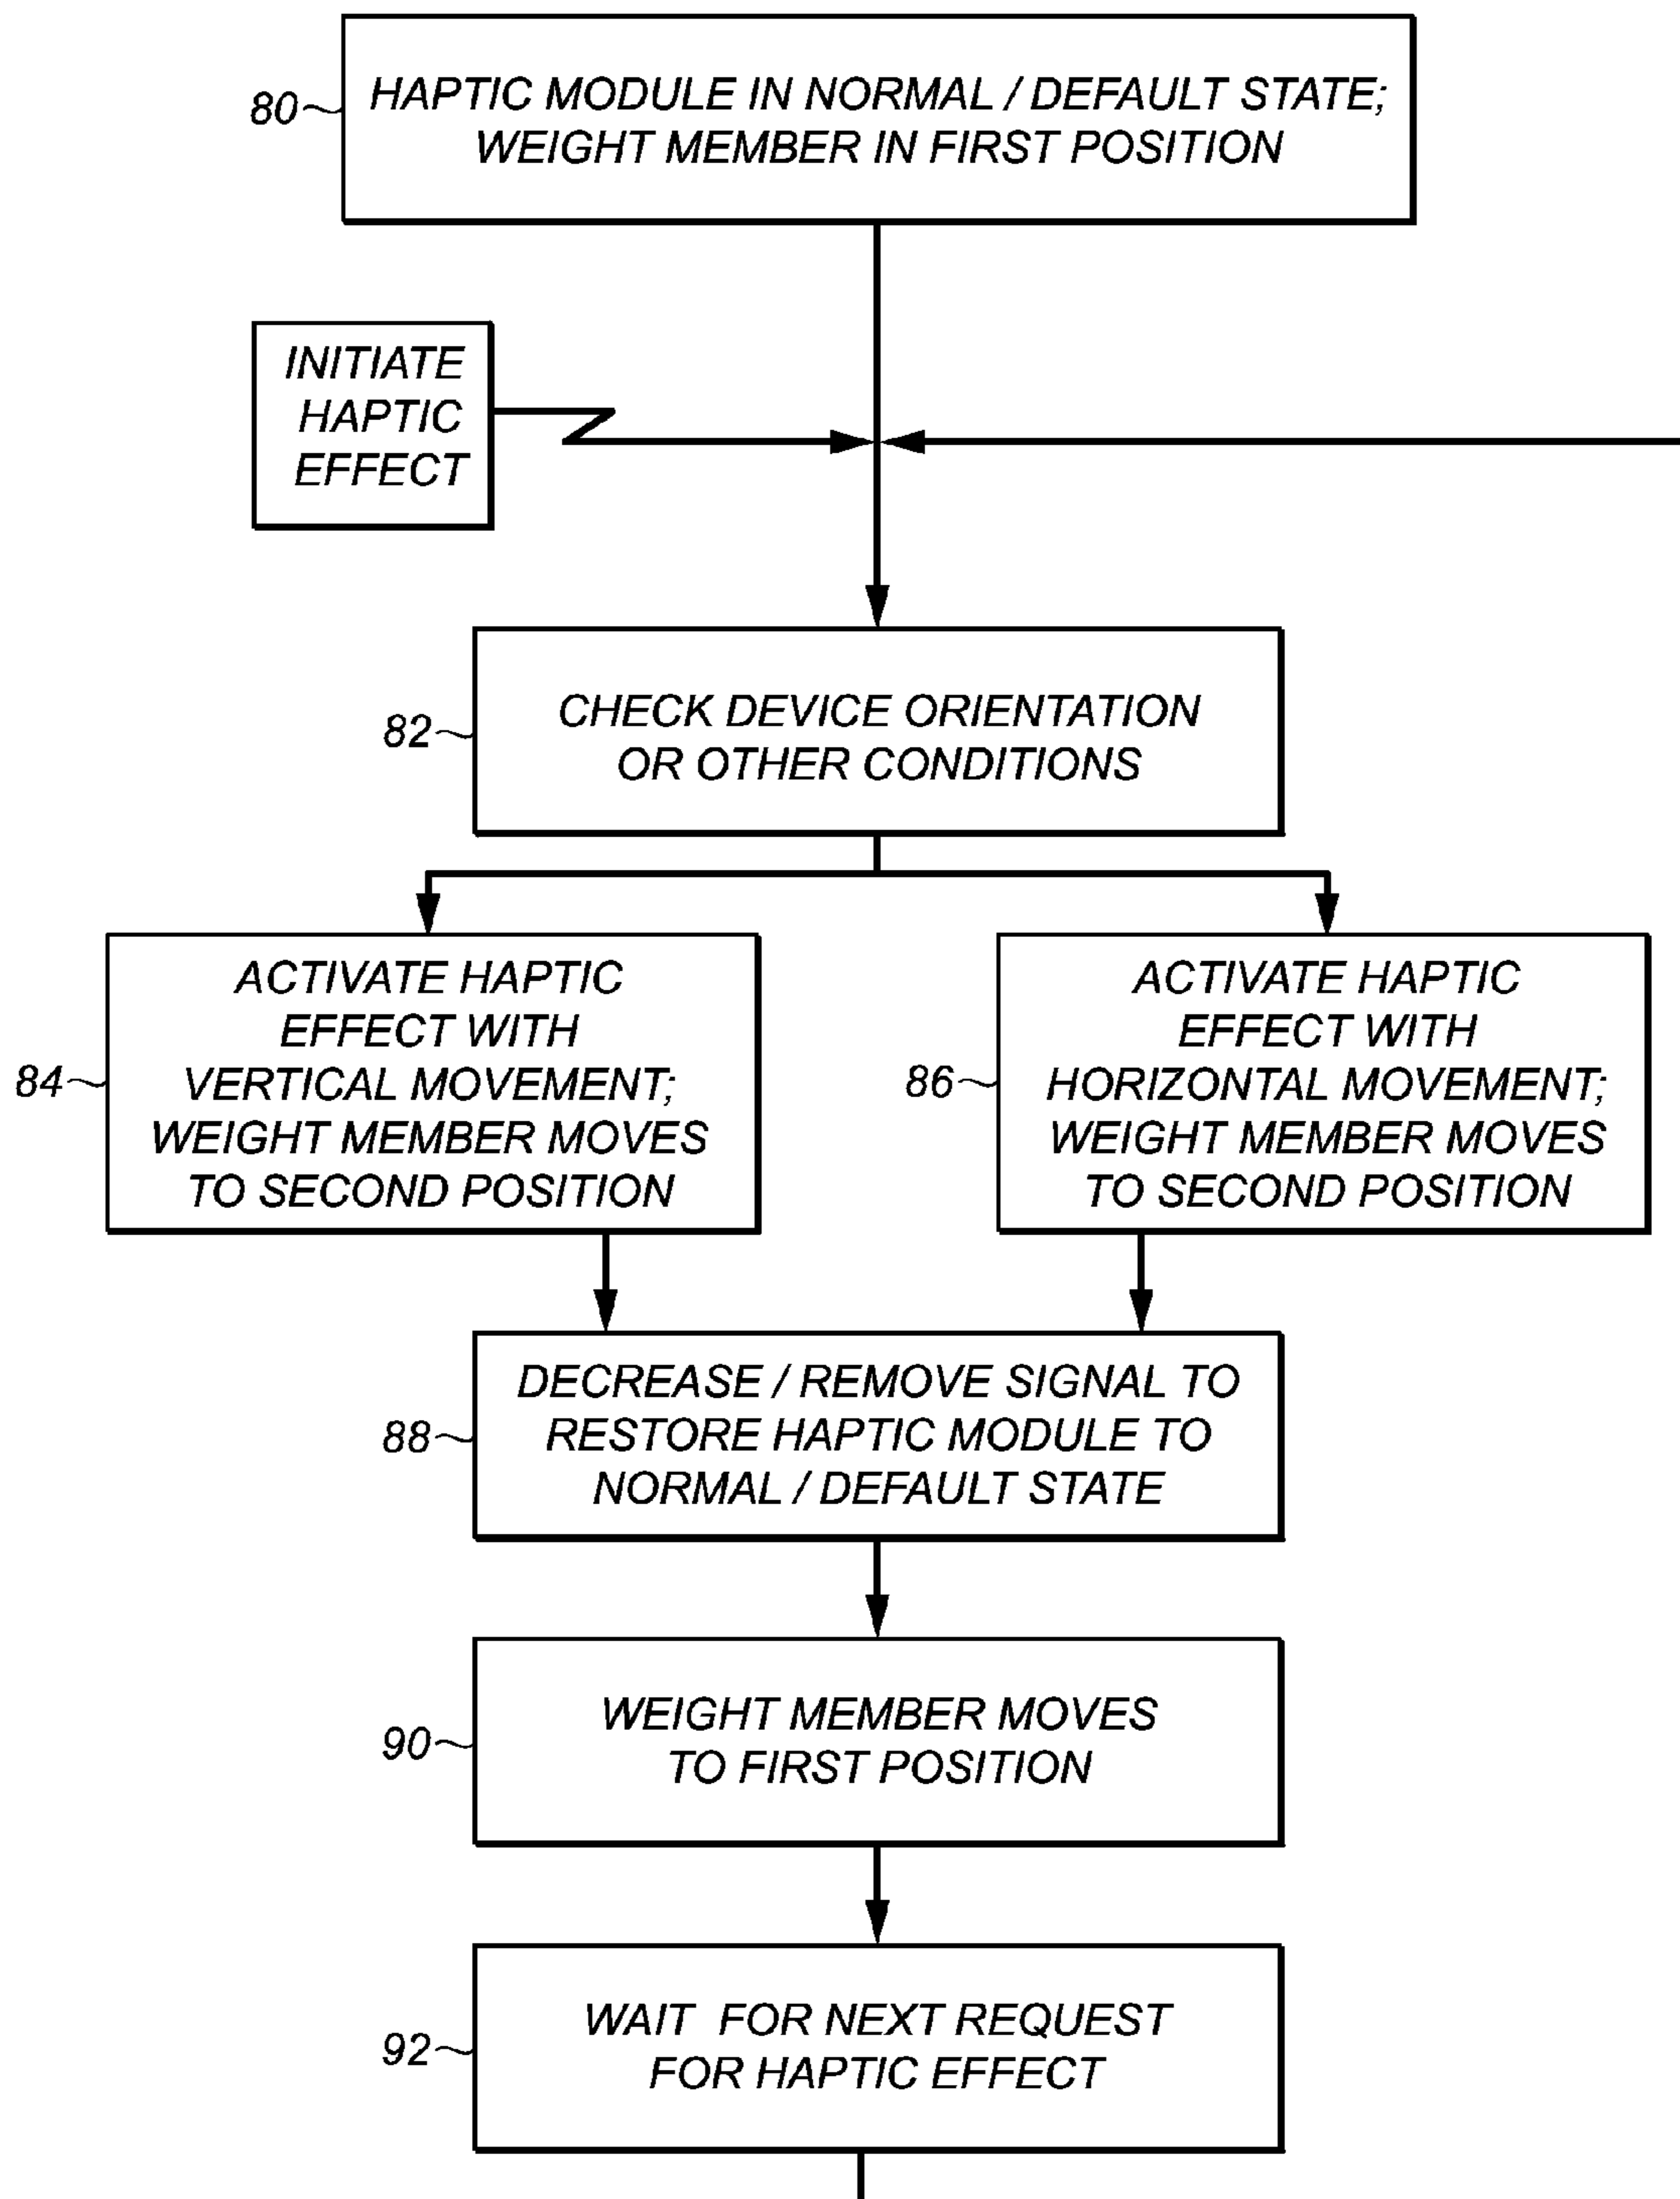 80
HAPTIC MODULE IN NORMAL / DEFAULT STATE;
WEIGHT MEMBER IN FIRST POSITION
INITIATE
HAPTIC
EFFECT
82
CHECK DEVICE ORIENTATION
OR OTHER CONDITIONS
84
ACTIVATE HAPTIC
EFFECT WITH
VERTICAL MOVEMENT;
WEIGHT MEMBER MOVES
TO SECOND POSITION
86
ACTIVATE HAPTIC
EFFECT WITH
HORIZONTAL MOVEMENT;
WEIGHT MEMBER MOVES
TO SECOND POSITION
88
DECREASE / REMOVE SIGNAL TO
RESTORE HAPTIC MODULE TO
NORMAL / DEFAULT STATE
90
WEIGHT MEMBER MOVES
TO FIRST POSITION
92
WAIT FOR NEXT REQUEST
FOR HAPTIC EFFECT